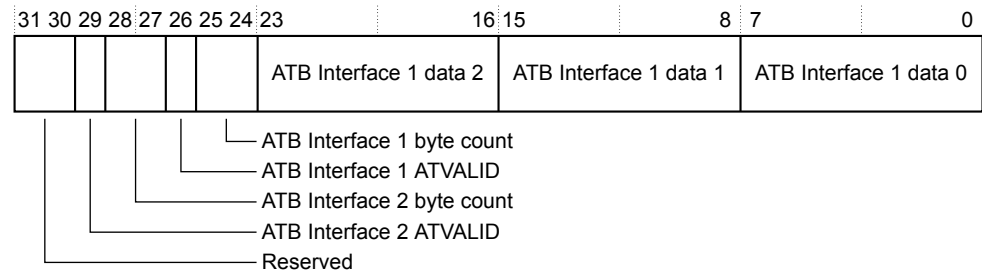 31 30 29 28 27 26 25 24 23 16 15 8 7 0
ATB Interface 1 data 2 ATB Interface 1 data 1 ATB Interface 1 data 0
ATB Interface 1 byte count
ATB Interface 1 ATVALID
ATB Interface 2 byte count
ATB Interface 2 ATVALID
Reserved